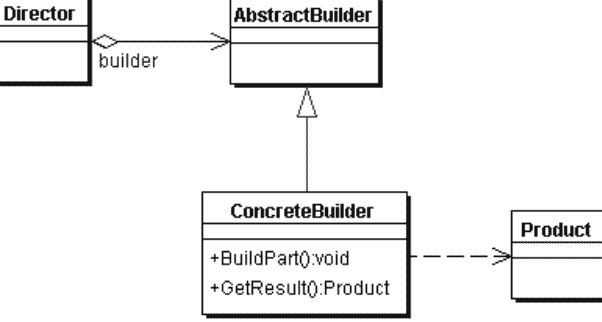 Director
AbstractBuilder
builder
ConcreteBuilder
+BuildPart():void
+GetResult():Product
Product